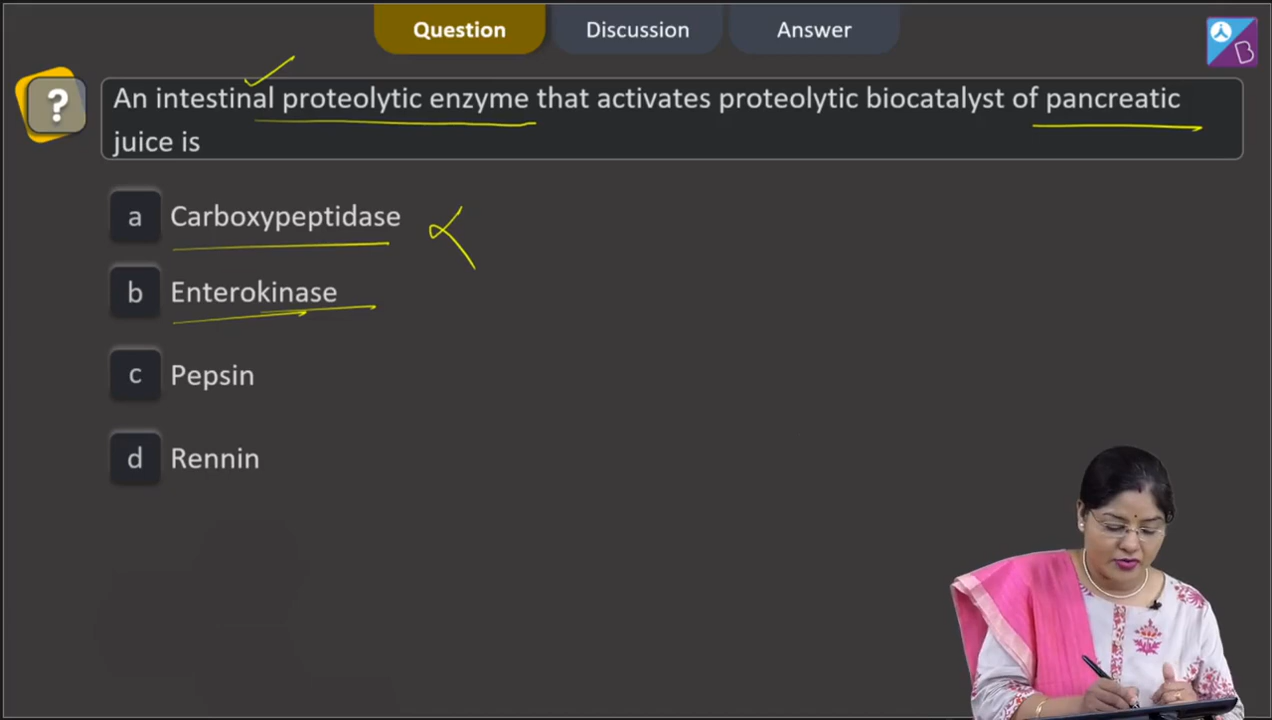 Question Discussion Answer
B
?
An intestinal proteolytic enzyme that activates proteolytic biocatalyst of pancreatic
juice is
a Carboxypeptidase
b Enterokinase
c Pepsin
d Rennin